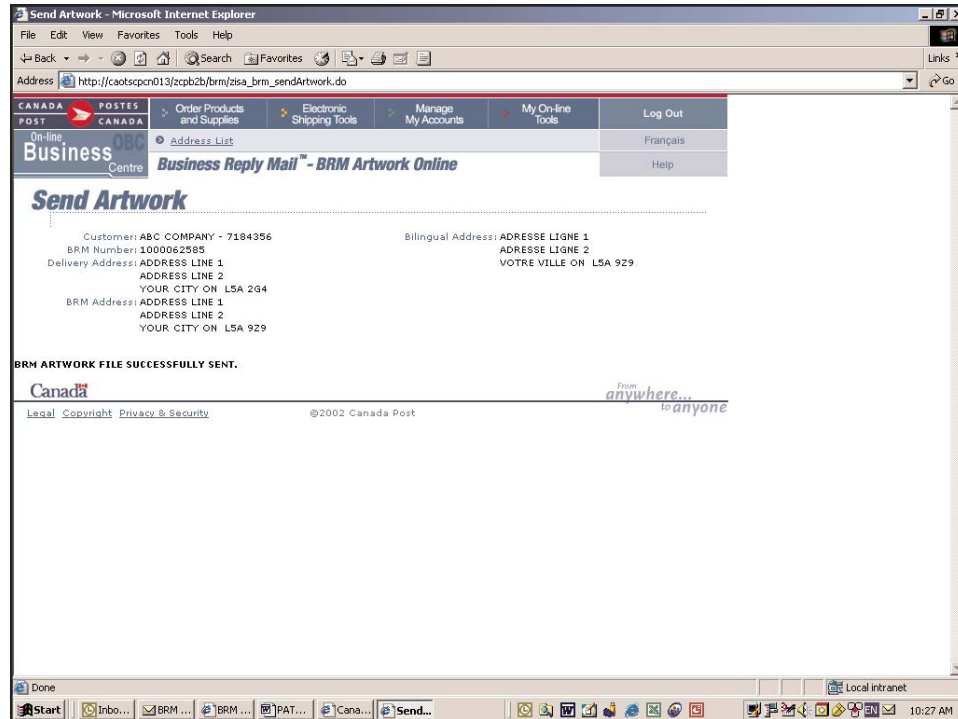 Send Artwork - Microsoft Internet Explorer
File Edit View Favorites Tools Help
Back Search Favorites
Links
Address http://caotscpcn013/zcpb2b/brm/zisa_brm_sendArtwork.do Go
CANADA POSTES
POST CANADA
Order Products and Supplies
Electronic Shipping Tools
Manage My Accounts
My On-line Tools
Log Out
On-line
Business OBC
Centre
Address List
Français
Business Reply Mail™ - BRM Artwork Online
Help
Send Artwork
Customer: ABC COMPANY - 7184356
BRM Number: 1000062585
Delivery Address: ADDRESS LINE 1
ADDRESS LINE 2
YOUR CITY ON L5A 2G4
BRM Address: ADDRESS LINE 1
ADDRESS LINE 2
YOUR CITY ON L5A 9Z9
Bilingual Address: ADRESSE LIGNE 1
ADRESSE LIGNE 2
VOTRE VILLE ON L5A 9Z9
BRM ARTWORK FILE SUCCESSFULLY SENT.
Canada
From
anywhere...
to anyone
Legal Copyright Privacy & Security ©2002 Canada Post
Done Local intranet
Start Inbo... BRM ... BRM ... PAT... Cana... Send... EN 10:27 AM